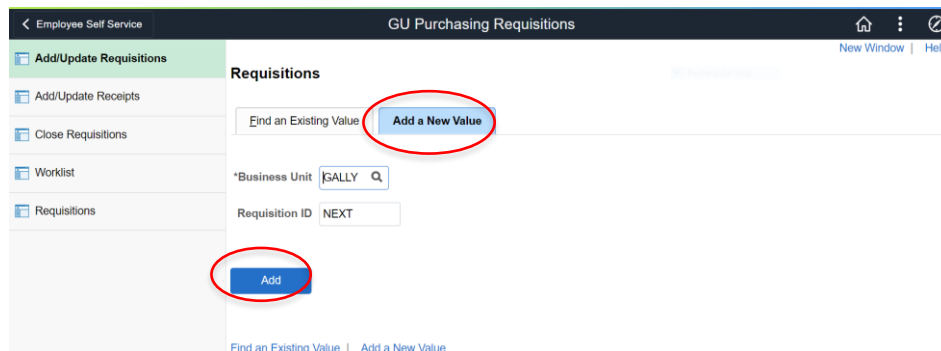 Employee Self Service
GU Purchasing Requisitions
New Window | Hel
Add/Update Requisitions
Add/Update Receipts
Close Requisitions
Worklist
Requisitions
Requisitions
Find an Existing Value
Add a New Value
*Business Unit GALLY
Requisition ID NEXT
Add
Find an Existing Value | Add a New Value